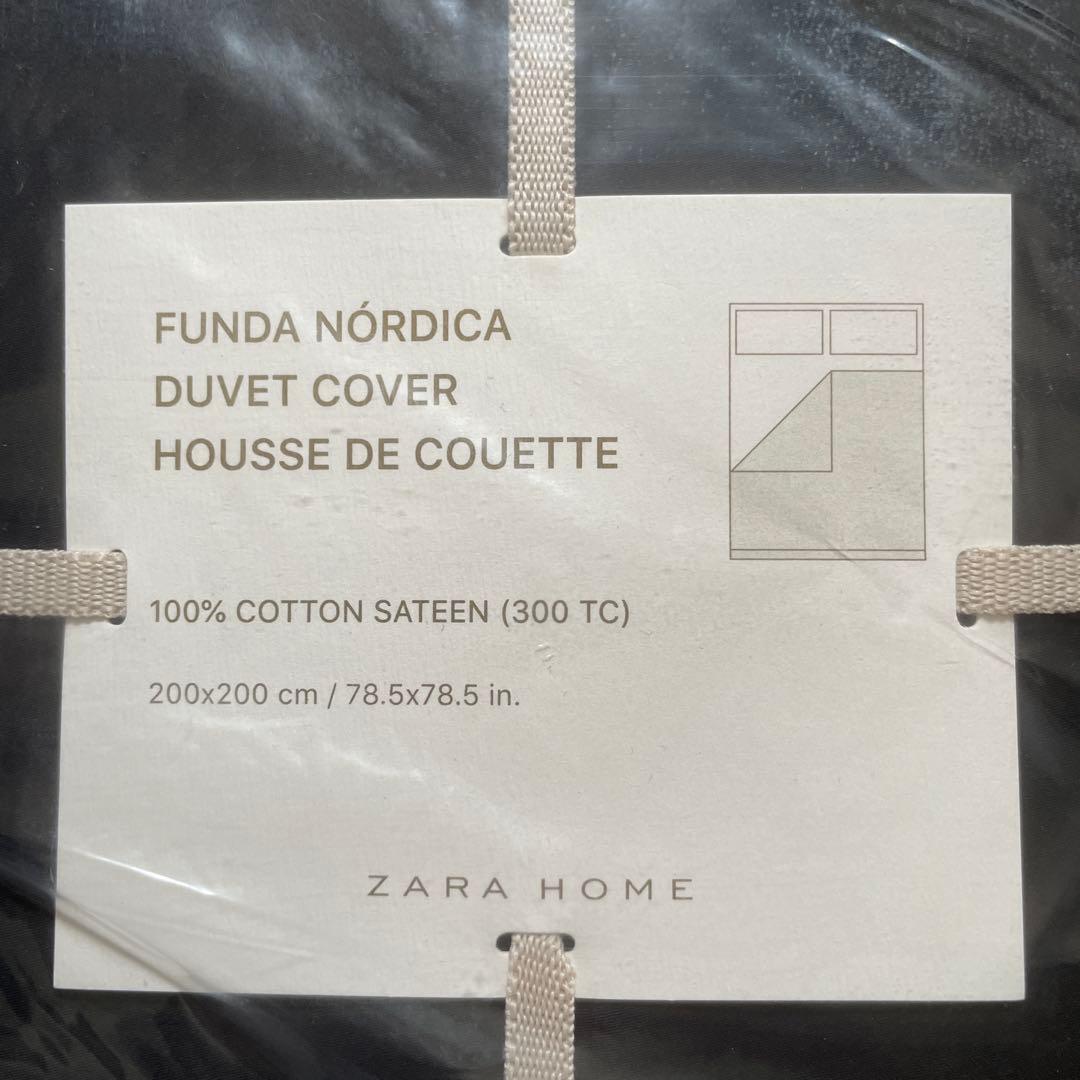 FUNDA NÓRDICA
DUVET COVER
HOUSSE DE COUETTE
100% COTTON SATEEN (300 TC)
200x200 cm / 78.5x78.5 in.
ZARA HOME